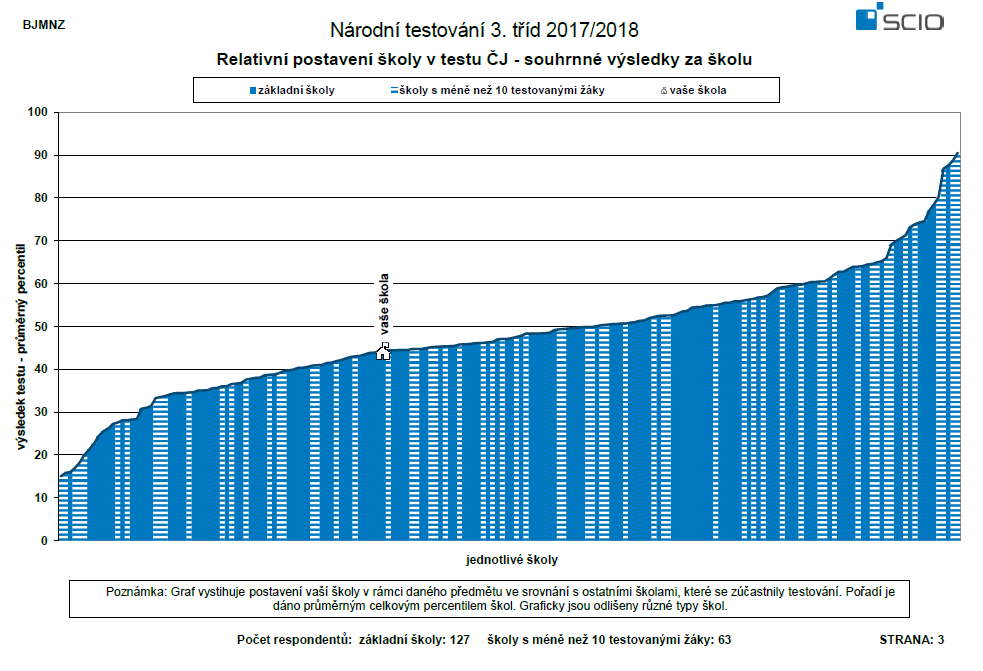 BJMNZ
SCIO
Národní testování 3. tříd 2017/2018
Relativní postavení školy v testu ČJ - souhrnné výsledky za školu
základní školy školy s méně než 10 testovanými žáky vaše škola
100
90
80
70
60
50
40
30
20
10
0
výsledek testu - průměrný percentil
vaše škola
jednotlivé školy
Poznámka: Graf vystihuje postavení vaší školy v rámci daného předmětu ve srovnání s ostatními školami, které se zúčastnily testování. Pořadí je
dáno průměrným celkovým percentilem škol. Graficky jsou odlišeny různé typy škol.
Počet respondentů: základní školy: 127 školy s méně než 10 testovanými žáky: 63 STRANA: 3